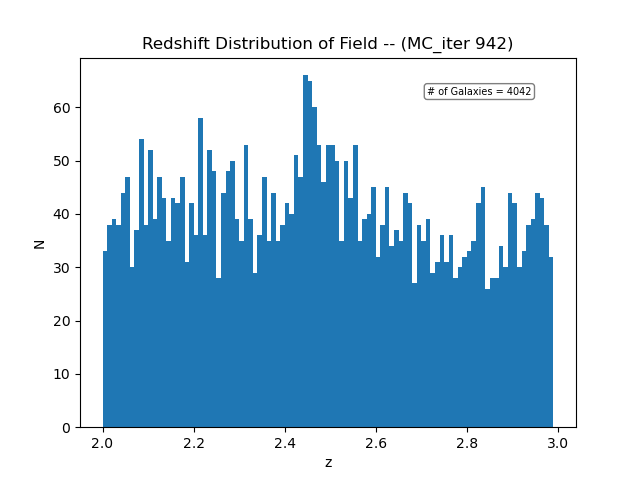 Redshift Distribution of Field -- (MC_iter 942)
# of Galaxies = 4042
60
50
40
30
20
10
0
N
2.0 2.2 2.4 2.6 2.8 3.0
z